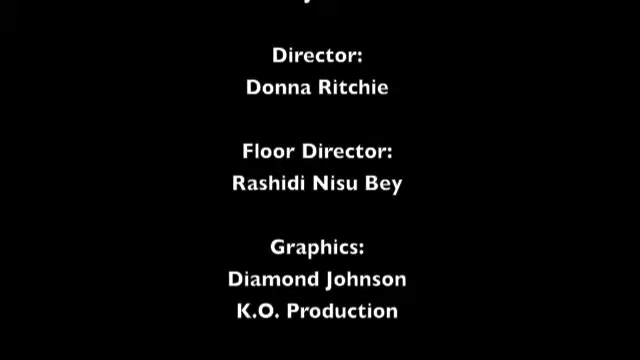 Director:
Donna Ritchie
Floor Director:
Rashidi Nisu Bey
Graphics:
Diamond Johnson
K.O. Production